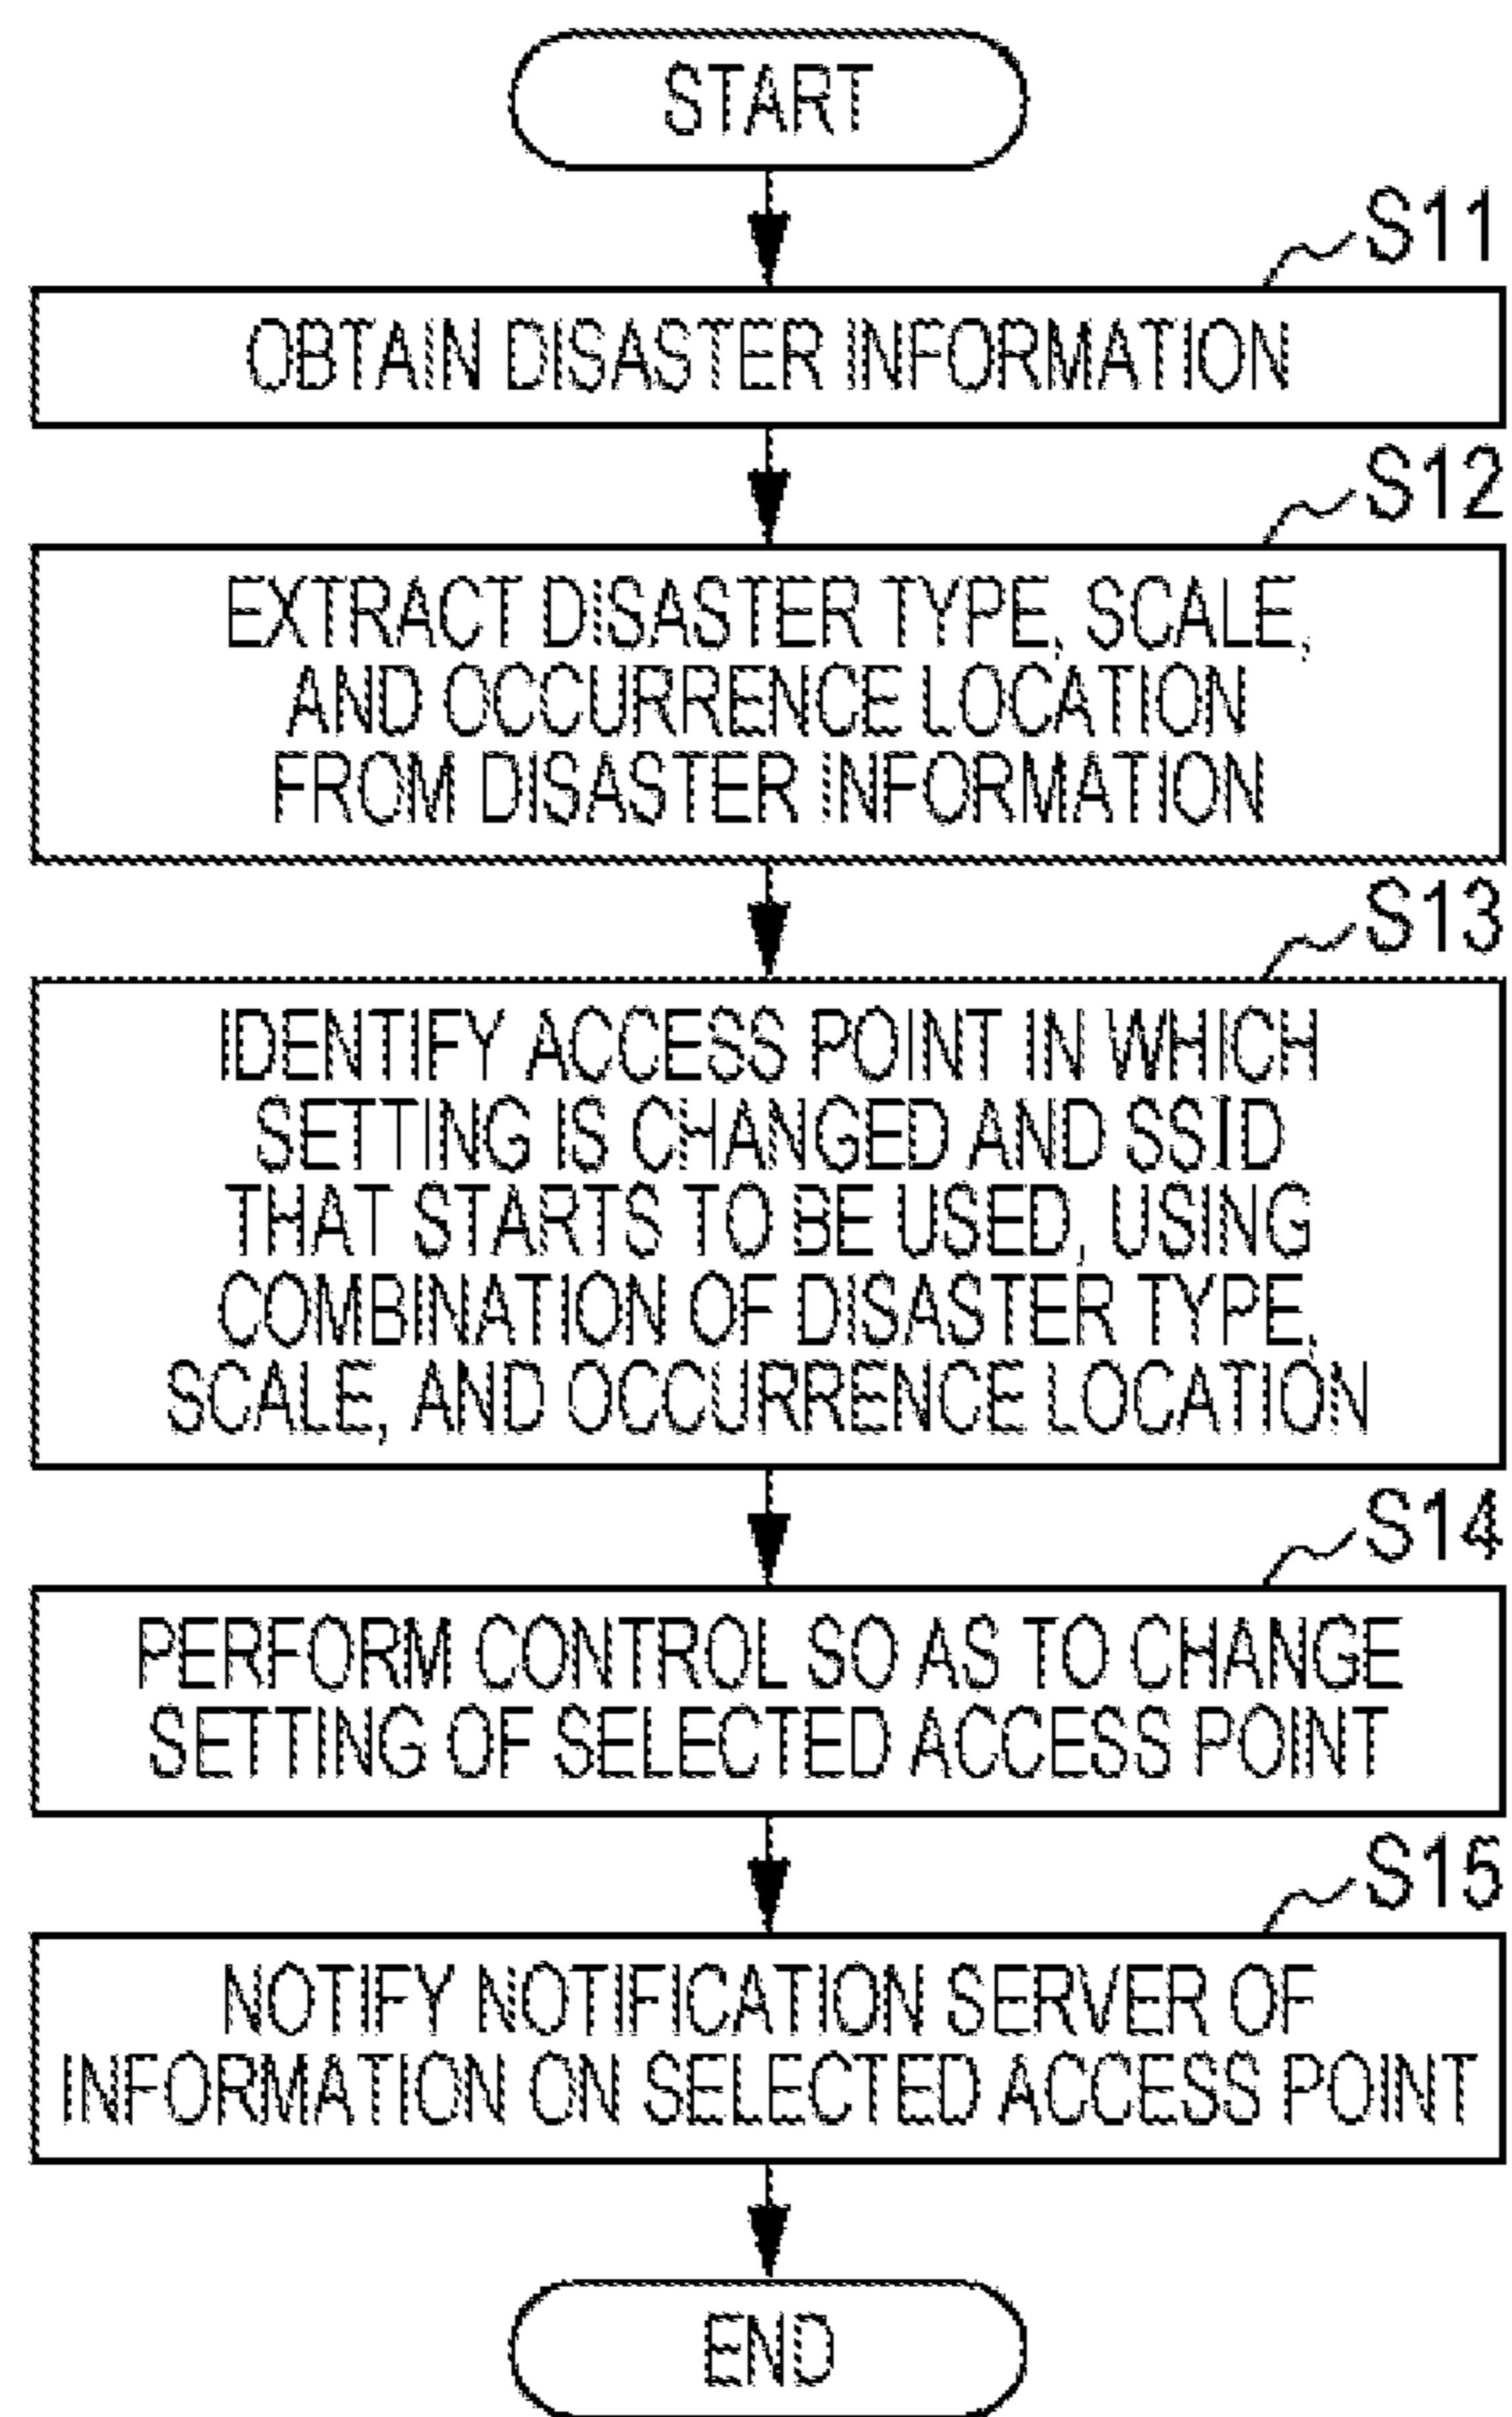 START
S11
OBTAIN DISASTER INFORMATION
S12
EXTRACT DISASTER TYPE, SCALE,
AND OCCURRENCE LOCATION
FROM DISASTER INFORMATION
S13
IDENTIFY ACCESS POINT IN WHICH
SETTING IS CHANGED AND SSID
THAT STARTS TO BE USED, USING
COMBINATION OF DISASTER TYPE,
SCALE, AND OCCURRENCE LOCATION
S14
PERFORM CONTROL SO AS TO CHANGE
SETTING OF SELECTED ACCESS POINT
S15
NOTIFY NOTIFICATION SERVER OF
INFORMATION ON SELECTED ACCESS POINT
END